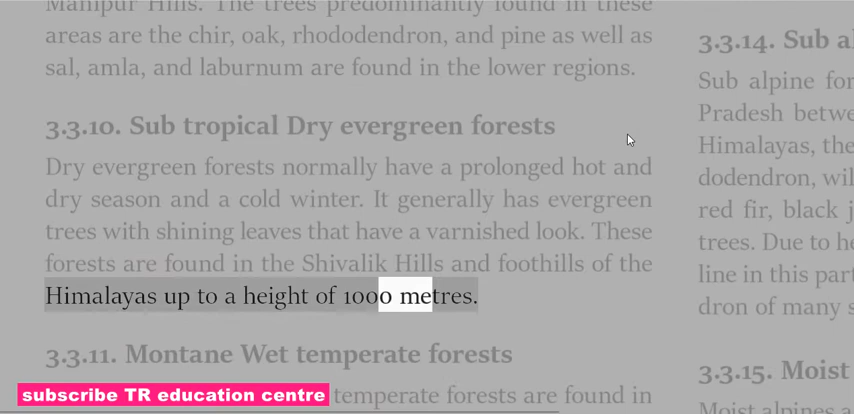 Manipur Hills. The trees predominantly found in these
areas are the chir, oak, rhododendron, and pine as well as
sal, amla, and laburnum are found in the lower regions.
3.3.10. Sub tropical Dry evergreen forests
Dry evergreen forests normally have a prolonged hot and
dry season and a cold winter. It generally has evergreen
trees with shining leaves that have a varnished look. These
forests are found in the Shivalik Hills and foothills of the
Himalayas up to a height of 1000 metres.
3.3.11. Montane Wet temperate forests
temperate forests are found in
subscribe TR education centre
3.3.14. Sub al
Sub alpine for
Pradesh betwe
Himalayas, the
dodendron, wil
red fir, black j
trees. Due to he
line in this part
dron of many s
3.3.15. Moist
Moist alpines a